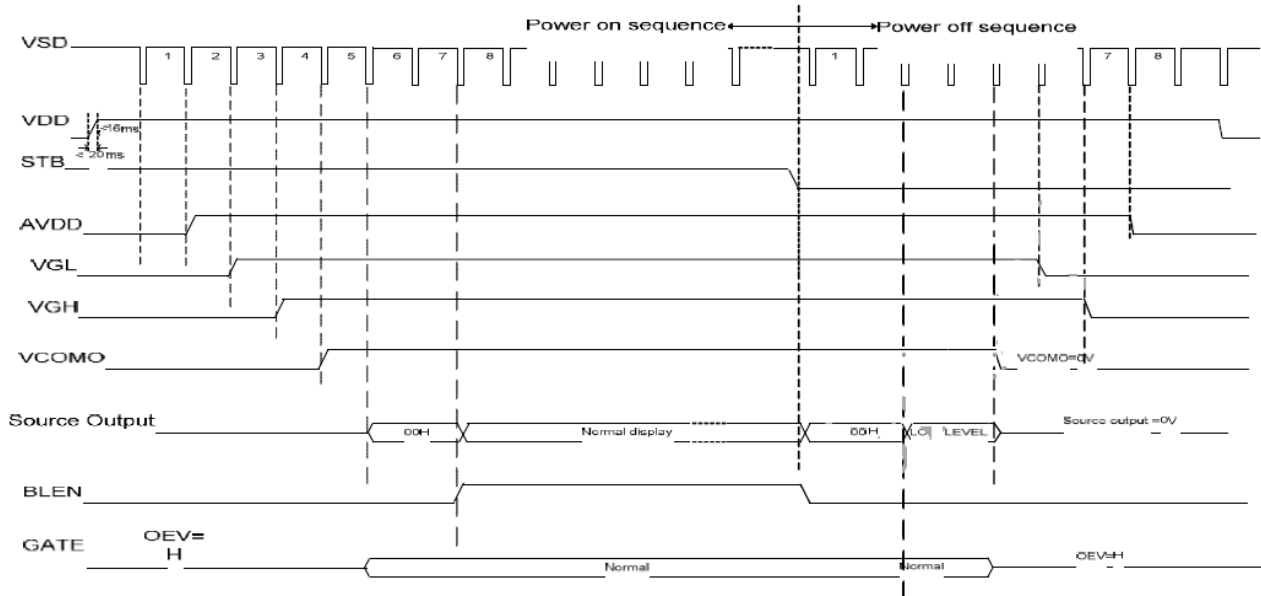 Power on sequence
Power off sequence
VSD
1 2 3 4 5 6 7 8 1 7 8
VDD
<16ms
< 20ms
STB
AVDD
VGL
VGH
VCOMO
VCOMO=0V
Source Output
00H
Normal display
00H
LEVEL
Source output =0V
BLEN
GATE
OEV=
H
Normal
Normal
OEV=H